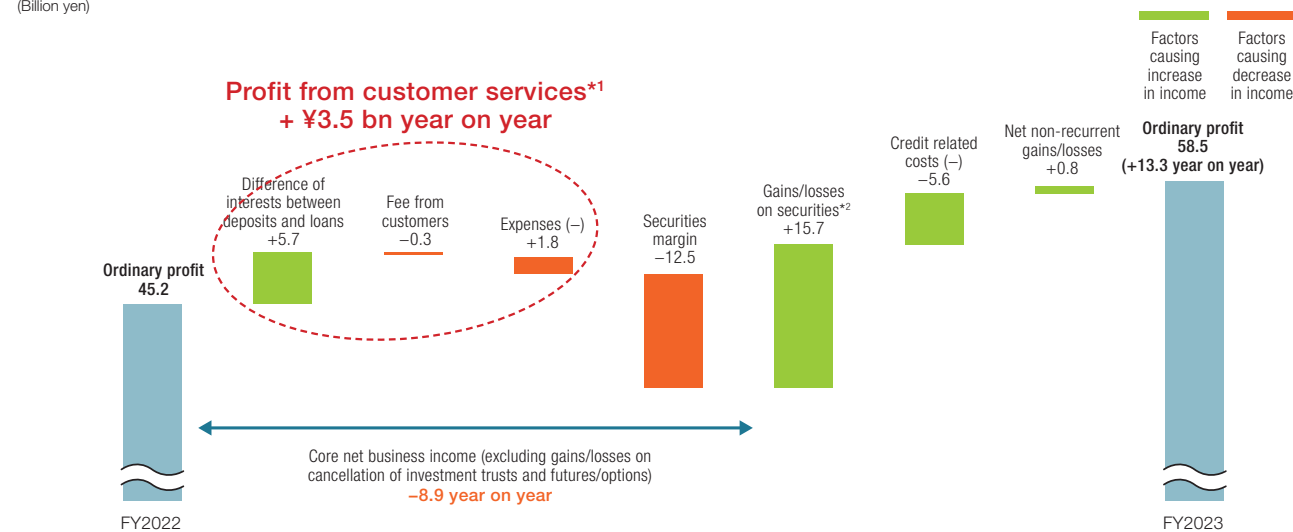 (Billion yen)
Factors
causing
increase
in income
Factors
causing
decrease
in income
Profit from customer services*1
+ ¥3.5 bn year on year
Ordinary profit
45.2
Difference of
interests between
deposits and loans
+5.7
Fee from
customers
−0.3
Expenses (−)
+1.8
Securities
margin
−12.5
Gains/losses
on securities*2
+15.7
Credit related
costs (−)
−5.6
Net non-recurrent
gains/losses
+0.8
Ordinary profit
58.5
(+13.3 year on year)
Core net business income (excluding gains/losses on
cancellation of investment trusts and futures/options)
−8.9 year on year
FY2022
FY2023